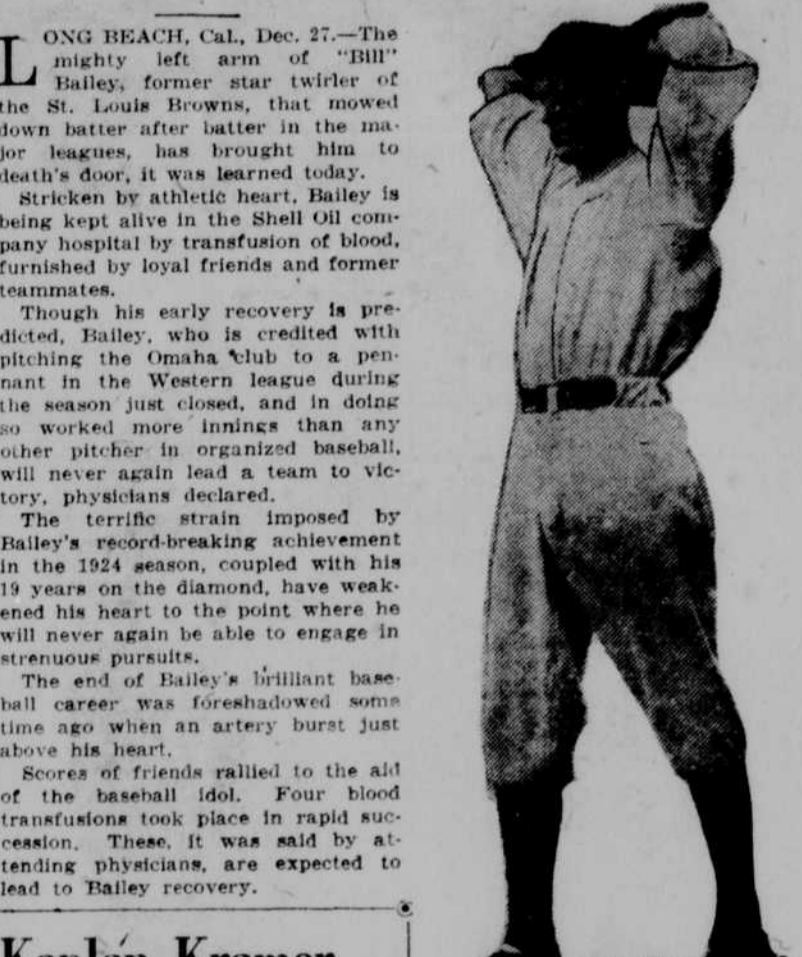 LONG BEACH, Cal., Dec. 27.—The
mighty left arm of "Bill"
Bailey, former star twirler of
the St. Louis Browns, that mowed
down batter after batter in the ma-
jor leagues, has brought him to
death's door, it was learned today.
Stricken by athletic heart, Bailey is
being kept alive in the Shell Oil com-
pany hospital by transfusion of blood,
furnished by loyal friends and former
teammates.
Though his early recovery is pre-
dicted, Bailey, who is credited with
pitching the Omaha club to a pen-
nant in the Western league during
the season just closed, and in doing
so worked more innings than any
other pitcher in organized baseball,
will never again lead a team to vic-
tory, physicians declared.
The terrific strain imposed by
Bailey's record-breaking achievement
in the 1924 season, coupled with his
19 years on the diamond, have weak-
ened his heart to the point where he
will never again be able to engage in
strenuous pursuits.
The end of Bailey's brilliant base-
ball career was foreshadowed some
time ago when an artery burst just
above his heart.
Scores of friends rallied to the aid
of the baseball idol. Four blood
transfusions took place in rapid suc-
cession. These, it was said by at-
tending physicians, are expected to
lead to Bailey recovery.
Kaplan, Kramer